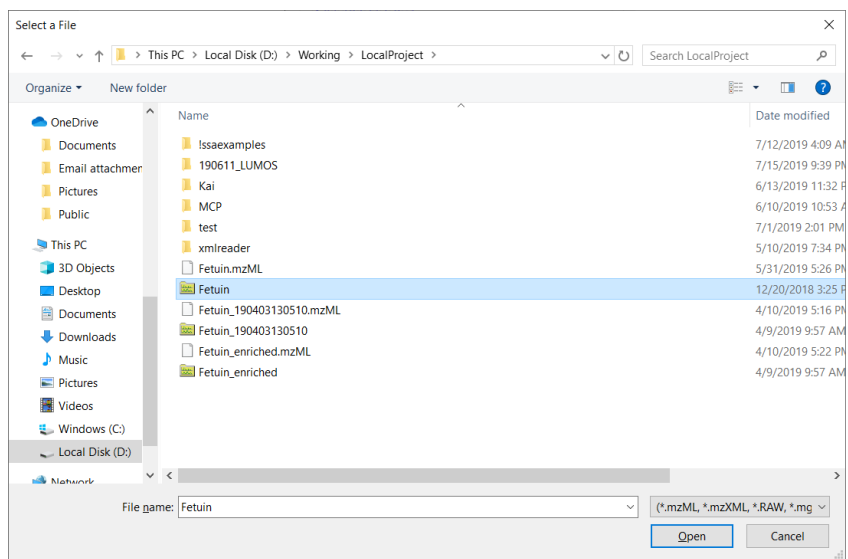 Select a File
This PC > Local Disk (D:) > Working > LocalProject >
Search LocalProject
Organize
New folder
Name
Date modified
OneDrive
Documents
Email attachmen
Pictures
Public
This PC
3D Objects
Desktop
Documents
Downloads
Music
Pictures
Videos
Windows (C:)
Local Disk (D:)
Network
!ssaexamples 7/12/2019 4:09 AM
190611_LUMOS 7/15/2019 9:39 PM
Kai 6/13/2019 11:32 P
MCP 6/10/2019 10:53 A
test 7/1/2019 2:01 PM
xmlreader 5/10/2019 7:34 PM
Fetuin.mzML 5/31/2019 5:26 PM
Fetuin 12/20/2018 3:25 P
Fetuin_190403130510.mzML 4/10/2019 5:16 PM
Fetuin_190403130510 4/9/2019 9:57 AM
Fetuin_enriched.mzML 4/10/2019 5:22 PM
Fetuin_enriched 4/9/2019 9:57 AM
File name: Fetuin
(*.mzML, *.mzXML, *.RAW, *.mg
Open
Cancel